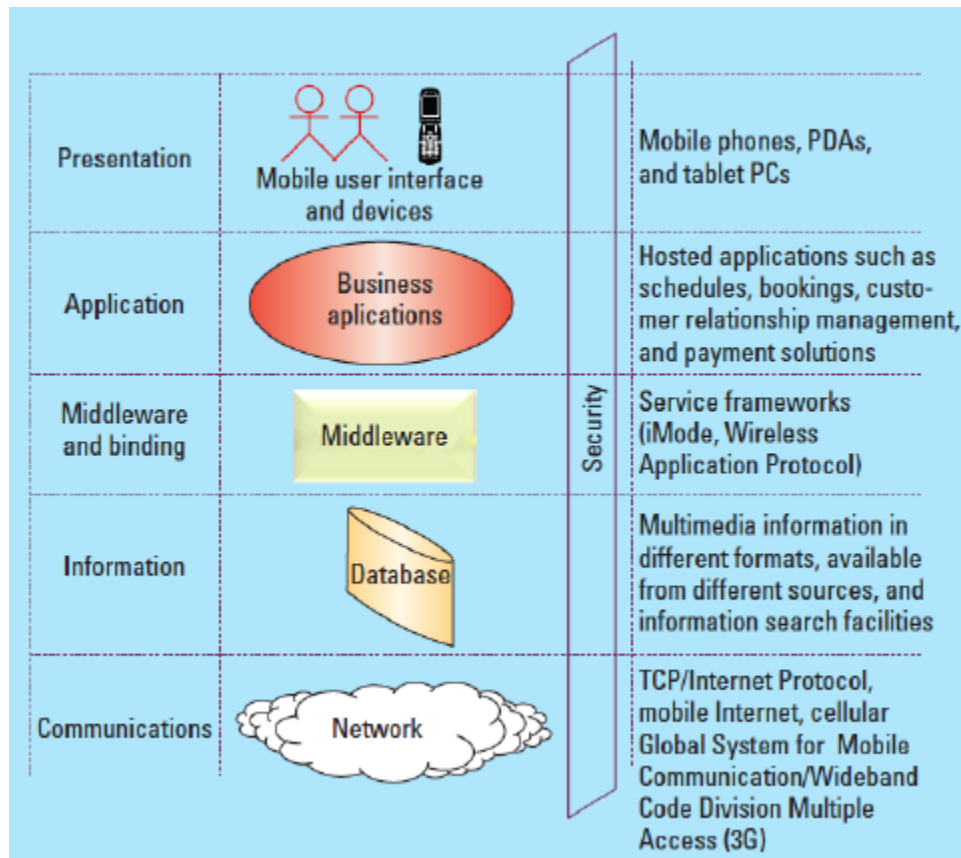 Presentation
Mobile user interface
and devices
Mobile phones, PDAs,
and tablet PCs
Application
Business
aplications
Hosted applications such as
schedules, bookings, custo-
mer relationship management,
and payment solutions
Middleware
and binding
Middleware
Security
Service frameworks
(iMode, Wireless
Application Protocol)
Information
Database
Multimedia information in
different formats, available
from different sources, and
information search facilities
Communications
Network
TCP/Internet Protocol,
mobile Internet, cellular
Global System for Mobile
Communication/Wideband
Code Division Multiple
Access (3G)